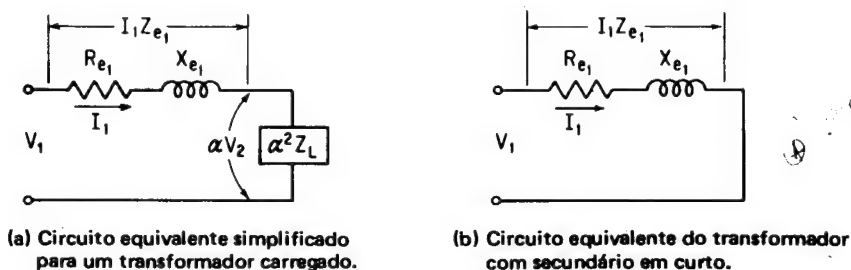 I₁Zₑ₁
Rₑ₁
Xₑ₁
I₁
V₁
αV₂
α²Z_L
(a) Circuito equivalente simplificado
para um transformador carregado.
I₁Zₑ₁
Rₑ₁
Xₑ₁
I₁
V₁
(b) Circuito equivalente do transformador
com secundário em curto.